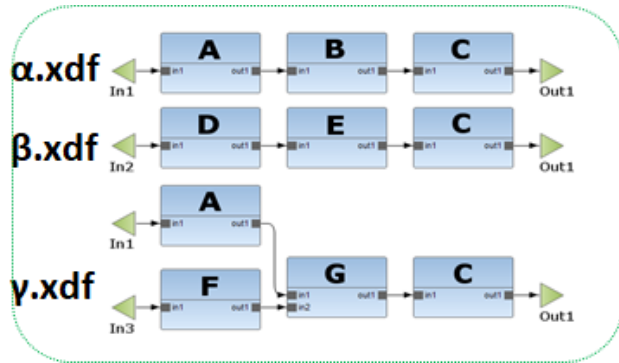 α.xdf
A
in1 out1
B
in1 out1
C
in1 out1
In1
Out1
β.xdf
D
in1 out1
E
in1 out1
C
in1 out1
In2
Out1
γ.xdf
A
in1 out1
In1
F
in1 out1
In3
G
in1 out1
in2
C
in1 out1
Out1